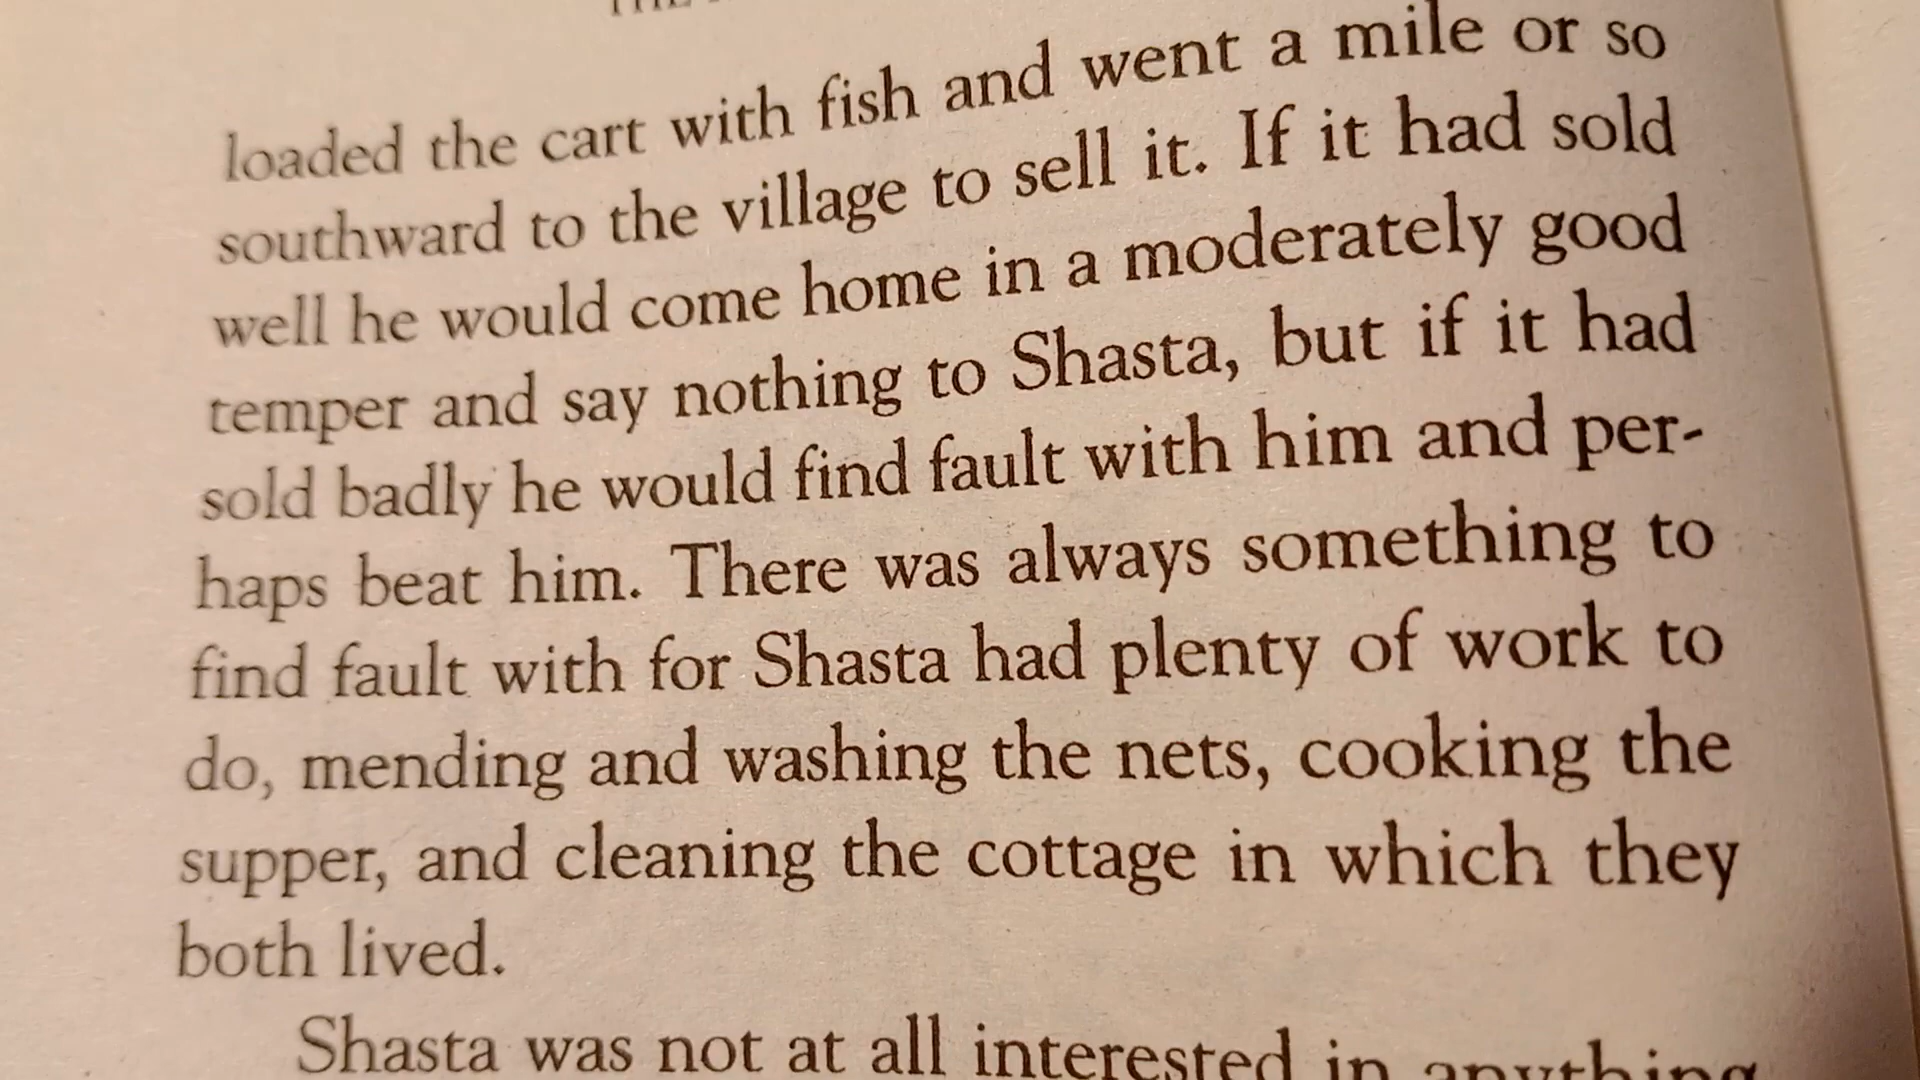 loaded the cart with fish and went a mile or so
southward to the village to sell it. If it had sold
well he would come home in a moderately good
temper and say nothing to Shasta, but if it had
sold badly he would find fault with him and per-
haps beat him. There was always something to
find fault with for Shasta had plenty of work to
do, mending and washing the nets, cooking the
supper, and cleaning the cottage in which they
both lived.
Shasta was not at all interested in anything